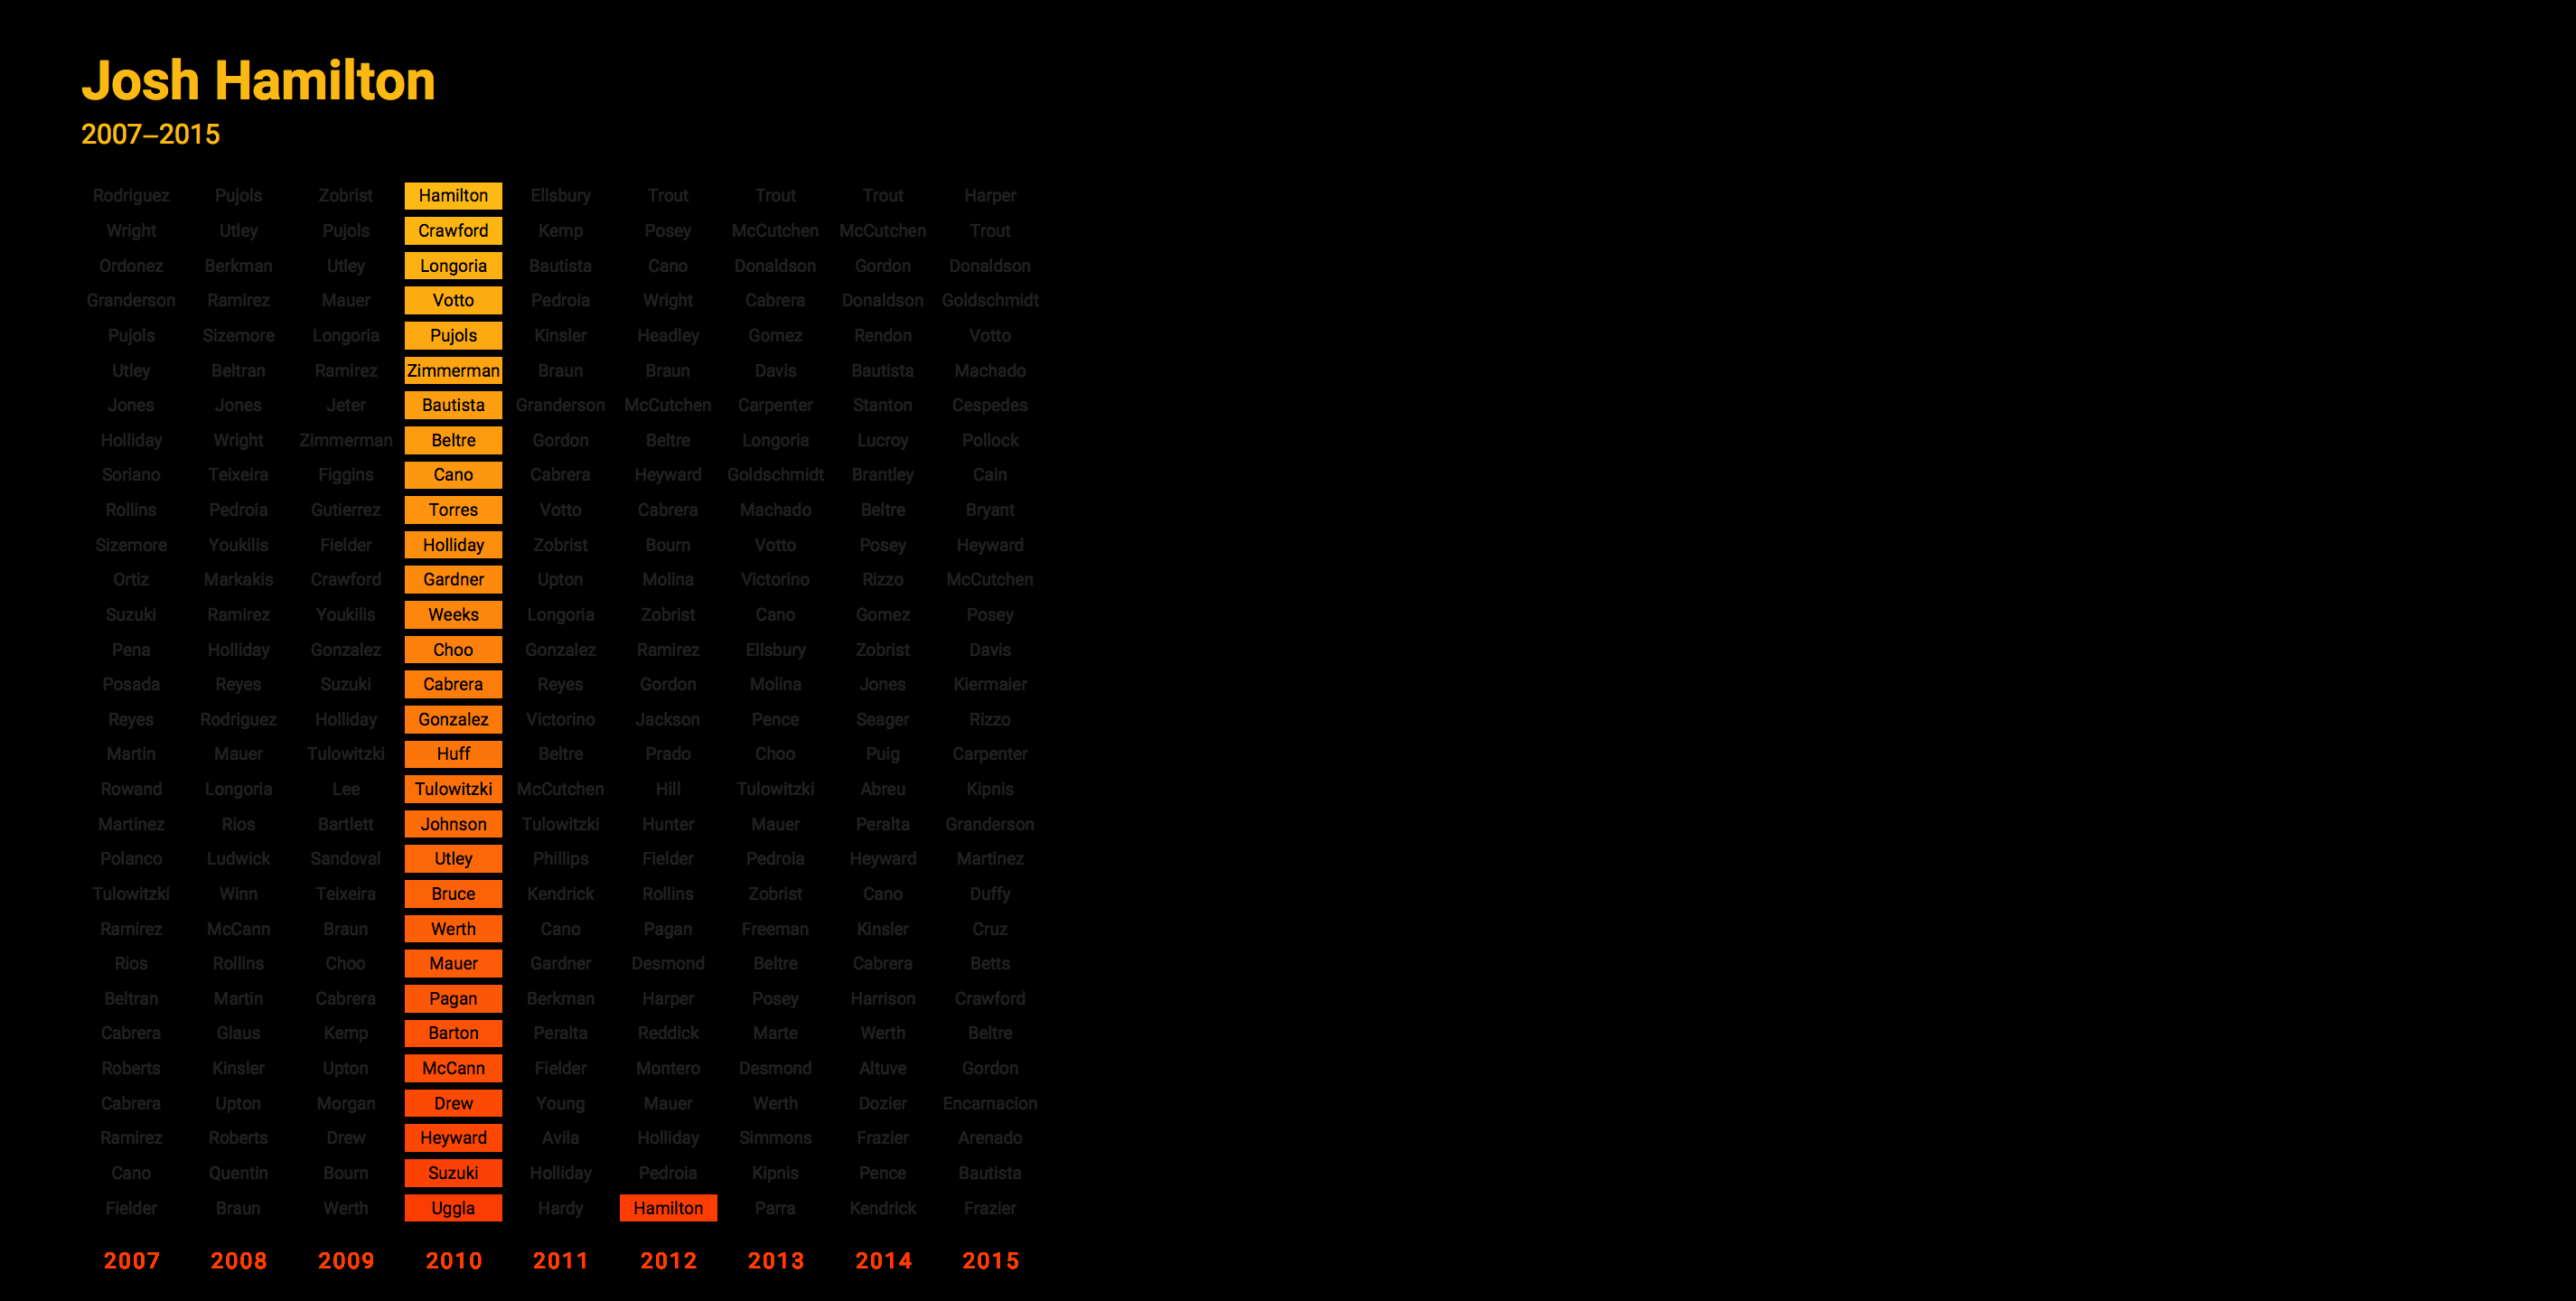 Josh Hamilton
2007–2015
Rodriguez Pujols Zobrist Hamilton Ellsbury Trout Trout Trout Harper
Wright Utley Pujols Crawford Kemp Posey McCutchen McCutchen Trout
Ordonez Berkman Utley Longoria Bautista Cano Donaldson Gordon Donaldson
Granderson Ramirez Mauer Votto Pedroia Wright Cabrera Donaldson Goldschmidt
Pujols Sizemore Longoria Pujols Kinsler Headley Gomez Rendon Votto
Utley Beltran Ramirez Zimmerman Braun Braun Davis Bautista Machado
Jones Jones Jeter Bautista Granderson McCutchen Carpenter Stanton Cespedes
Holliday Wright Zimmerman Beltre Gordon Beltre Longoria Lucroy Pollock
Soriano Teixeira Figgins Cano Cabrera Heyward Goldschmidt Brantley Cain
Rollins Pedroia Gutierrez Torres Votto Cabrera Machado Beltre Bryant
Sizemore Youkilis Fielder Holliday Zobrist Bourn Votto Posey Heyward
Ortiz Markakis Crawford Gardner Upton Molina Victorino Rizzo McCutchen
Suzuki Ramirez Youkilis Weeks Longoria Zobrist Cano Gomez Posey
Pena Holliday Gonzalez Choo Gonzalez Ramirez Ellsbury Zobrist Davis
Posada Reyes Suzuki Cabrera Reyes Gordon Molina Jones Kiermaier
Reyes Rodriguez Holliday Gonzalez Victorino Jackson Pence Seager Rizzo
Martin Mauer Tulowitzki Huff Beltre Prado Choo Puig Carpenter
Rowand Longoria Lee Tulowitzki McCutchen Hill Tulowitzki Abreu Kipnis
Martinez Rios Bartlett Johnson Tulowitzki Hunter Mauer Peralta Granderson
Polanco Ludwick Sandoval Utley Phillips Fielder Pedroia Heyward Martinez
Tulowitzki Winn Teixeira Bruce Kendrick Rollins Zobrist Cano Duffy
Ramirez McCann Braun Werth Cano Pagan Freeman Kinsler Cruz
Rios Rollins Choo Mauer Gardner Desmond Beltre Cabrera Betts
Beltran Martin Cabrera Pagan Berkman Harper Posey Harrison Crawford
Cabrera Glaus Kemp Barton Peralta Reddick Marte Werth Beltre
Roberts Kinsler Upton McCann Fielder Montero Desmond Altuve Gordon
Cabrera Upton Morgan Drew Young Mauer Werth Dozier Encarnacion
Ramirez Roberts Drew Heyward Avila Holliday Simmons Frazier Arenado
Cano Quentin Bourn Suzuki Holliday Pedroia Kipnis Pence Bautista
Fielder Braun Werth Uggla Hardy Hamilton Parra Kendrick Frazier
2007 2008 2009 2010 2011 2012 2013 2014 2015